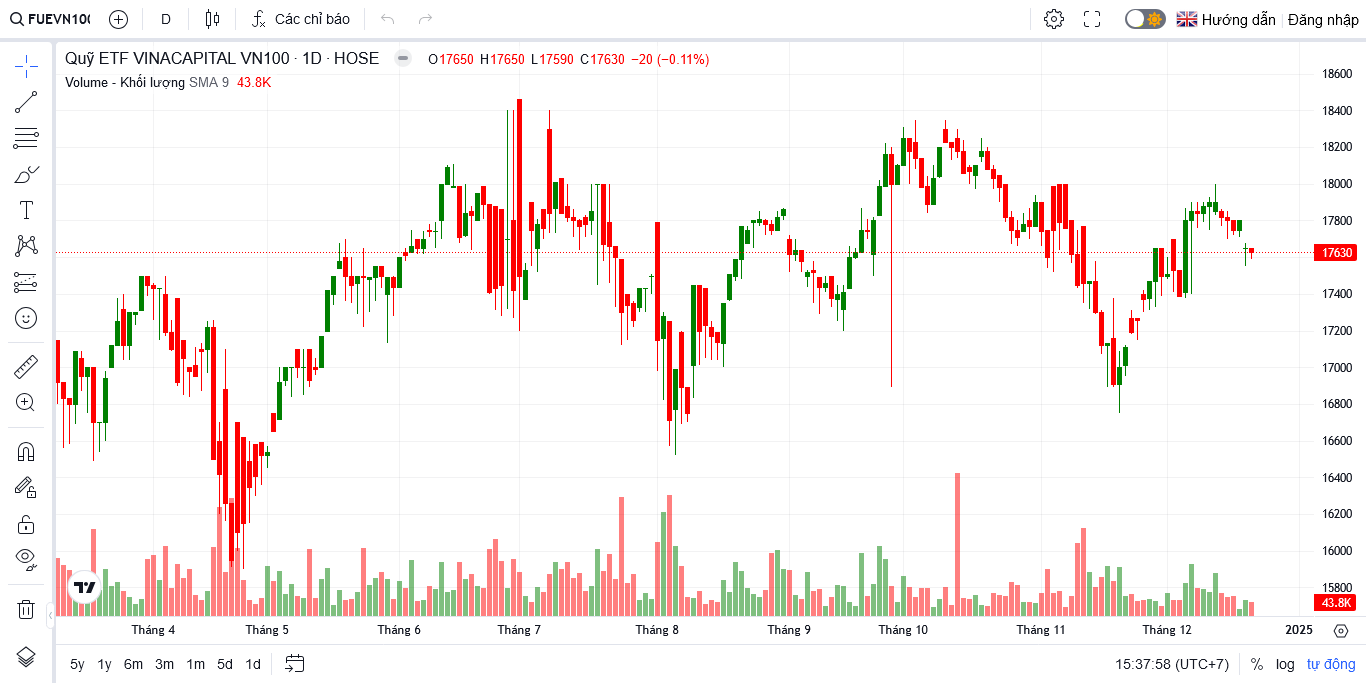 FUEVN100 D Các chỉ báo Hướng dẫn Đăng nhập
Quỹ ETF VINACAPITAL VN100 · 1D · HOSE O17650 H17650 L17590 C17630 −20 (−0.11%)
Volume - Khối lượng SMA 9 43.8K
18600
18400
18200
18000
17800
17630
17400
17200
17000
16800
16600
16400
16200
16000
15800
43.8K
Tháng 4 Tháng 5 Tháng 6 Tháng 7 Tháng 8 Tháng 9 Tháng 10 Tháng 11 Tháng 12 2025
5y 1y 6m 3m 1m 5d 1d 15:37:58 (UTC+7) % log tự động